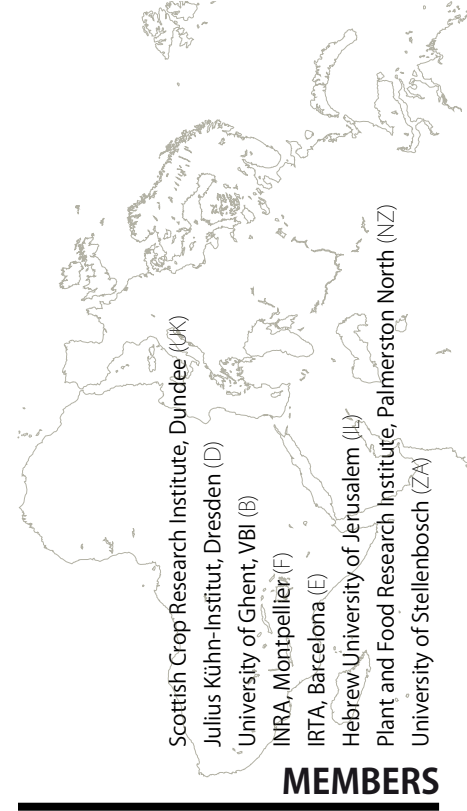 MEMBERS
Scottish Crop Research Institute, Dundee (UK)
Julius Kühn-Institut, Dresden (D)
University of Ghent, VBI (B)
INRA, Montpellier (F)
IRTA, Barcelona (E)
Hebrew University of Jerusalem (IL)
Plant and Food Research Institute, Palmerston North (NZ)
University of Stellenbosch (ZA)